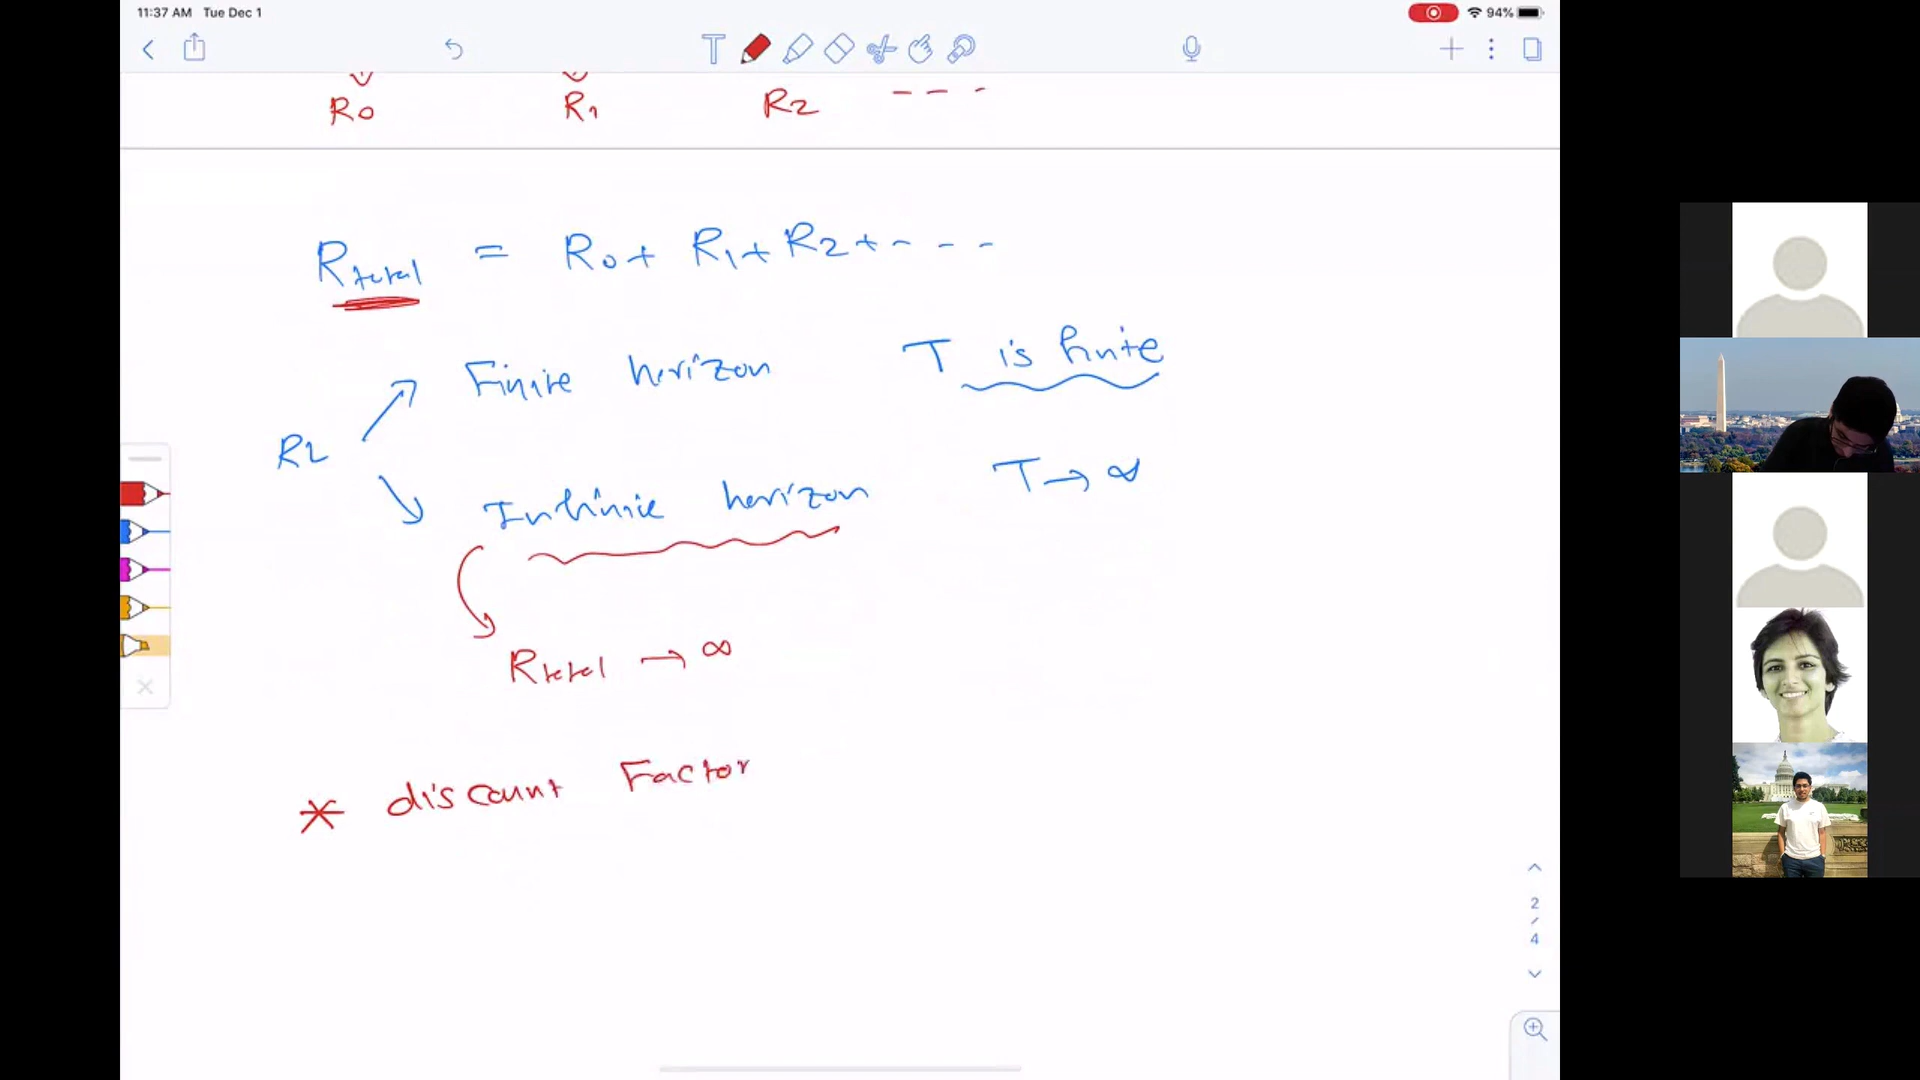 11:37 AM Tue Dec 1
94%
R0 R1 R2 - - -
Rtotal = R0 + R1 + R2 + - - -
Finite horizon T is finite
RL
Infinite horizon T → ∞
Rtotal → ∞
* discount Factor
2
/
4